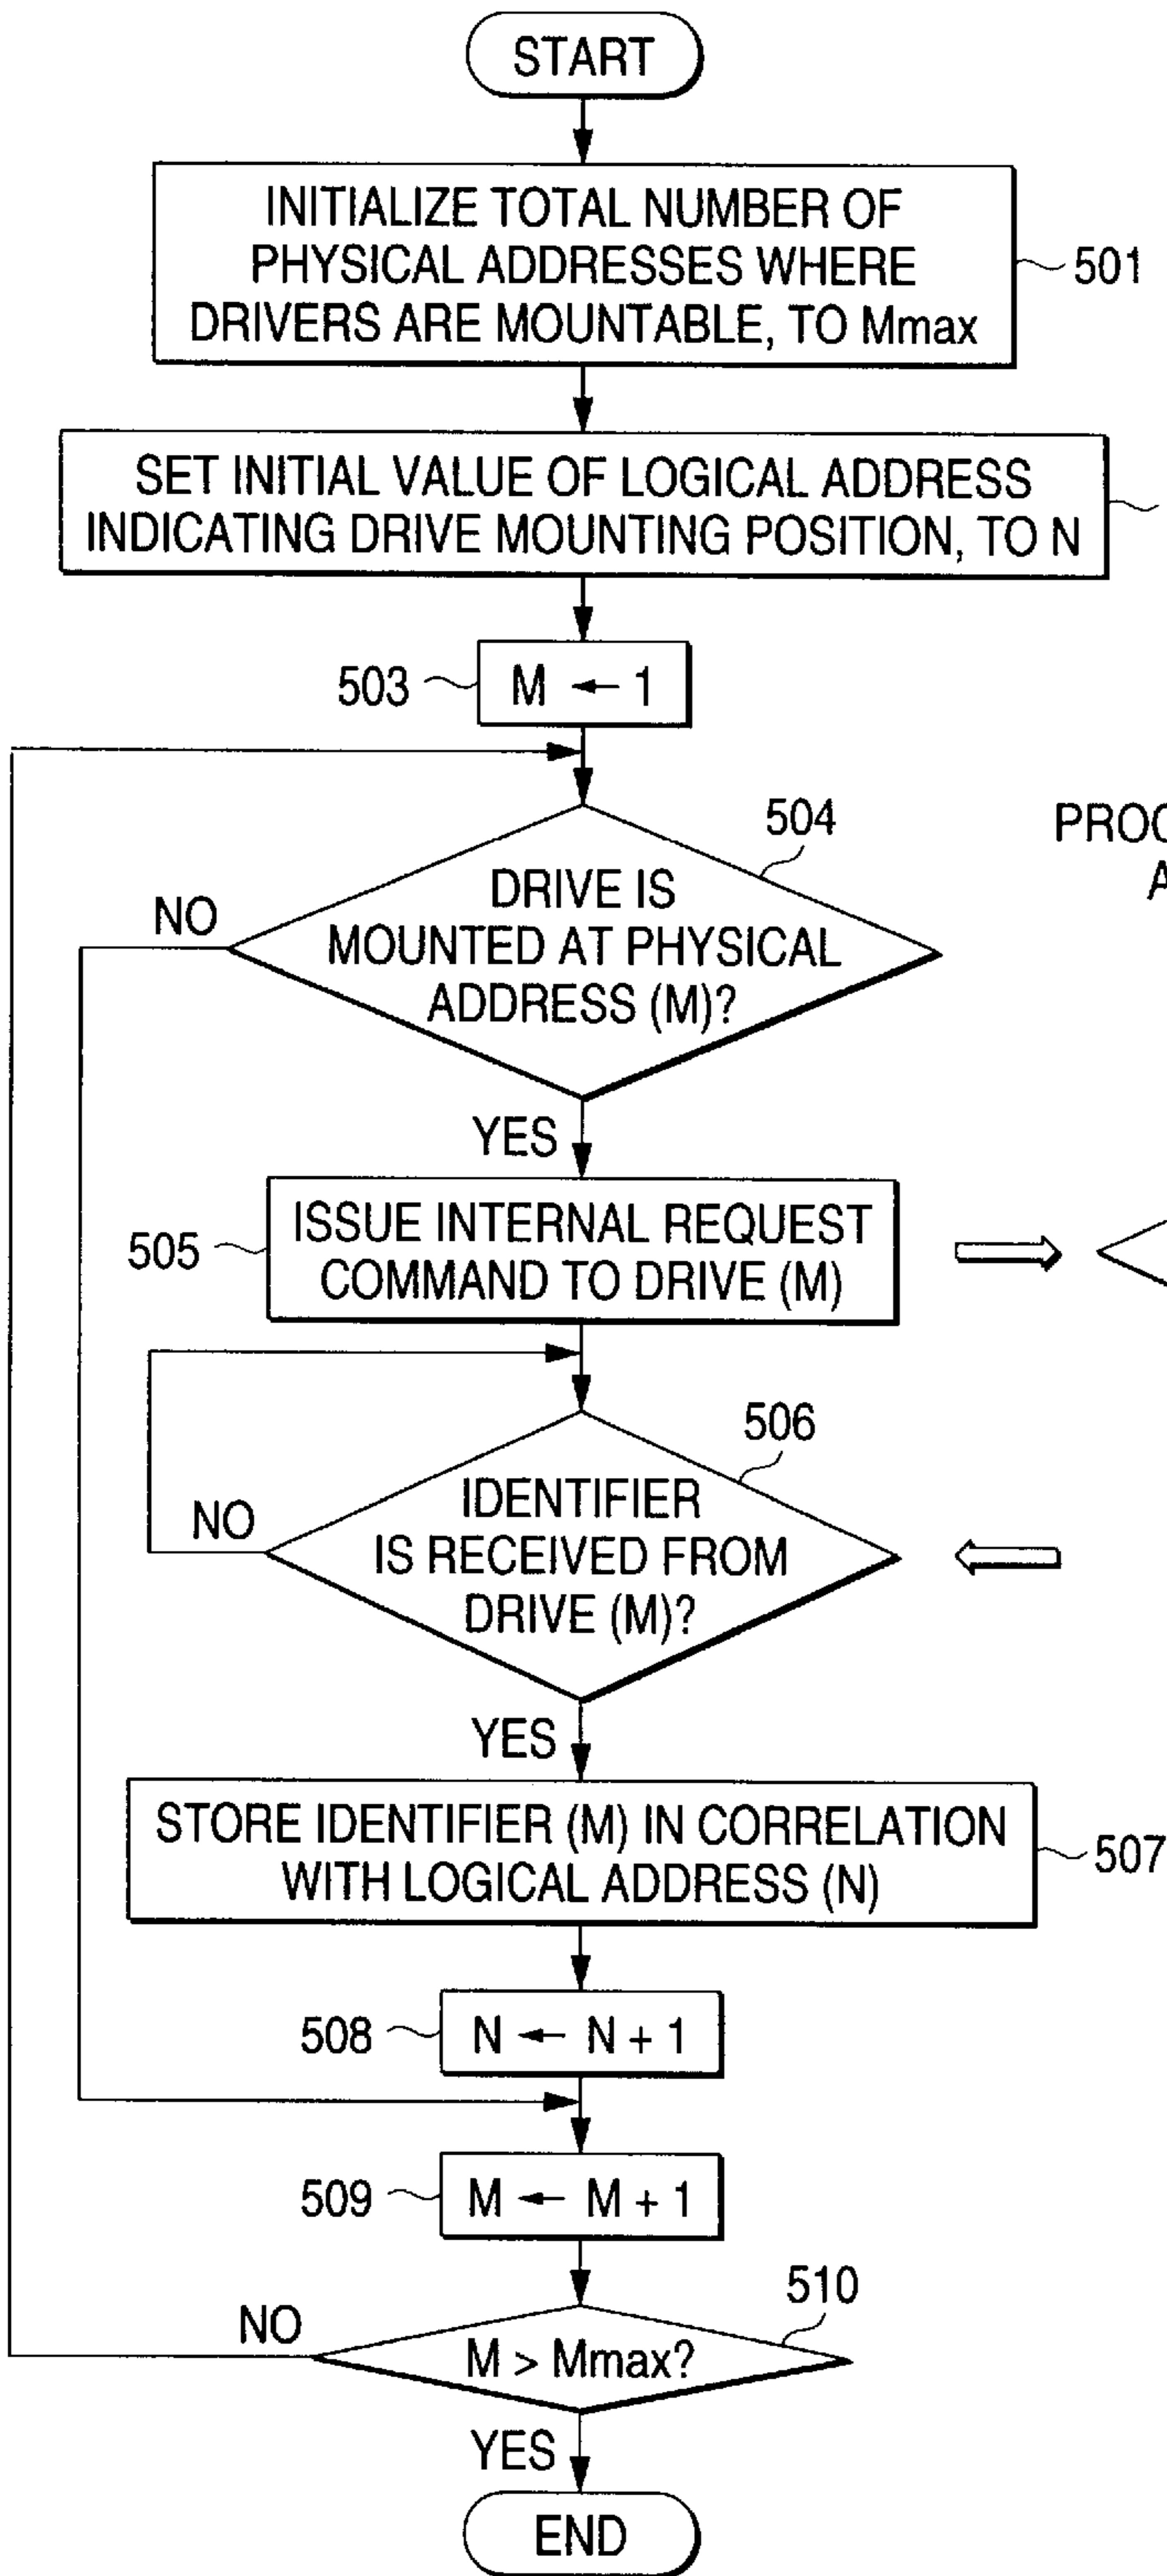 START
INITIALIZE TOTAL NUMBER OF
PHYSICAL ADDRESSES WHERE
DRIVERS ARE MOUNTABLE, TO Mmax
501
SET INITIAL VALUE OF LOGICAL ADDRESS
INDICATING DRIVE MOUNTING POSITION, TO N
503
M ← 1
504
DRIVE IS
MOUNTED AT PHYSICAL
ADDRESS (M)?
NO
YES
505
ISSUE INTERNAL REQUEST
COMMAND TO DRIVE (M)
506
IDENTIFIER
IS RECEIVED FROM
DRIVE (M)?
NO
YES
STORE IDENTIFIER (M) IN CORRELATION
WITH LOGICAL ADDRESS (N)
507
508
N ← N + 1
509
M ← M + 1
510
M > Mmax?
NO
YES
END